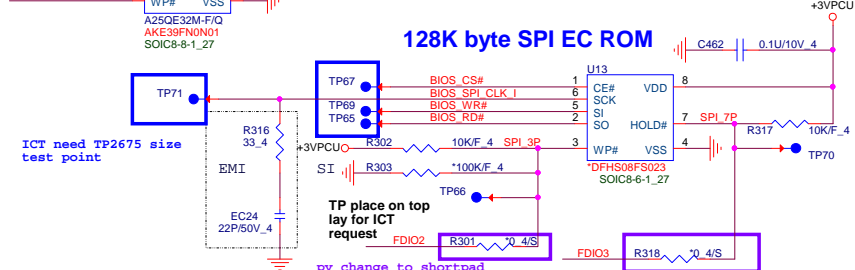 WP#
VSS
A25QE32M-F/Q
AKE39FN0N01
SOIC8-8-1_27
+3VPCU
128K byte SPI EC ROM
C462
0.1U/10V_4
U13
TP71
TP67
TP69
TP65
BIOS_CS#
BIOS_SPI_CLK_I
BIOS_WR#
BIOS_RD#
1
6
5
2
3
CE#
SCK
SI
SO
WP#
VDD
HOLD#
VSS
8
7
4
SPI_7P
R317
10K/F_4
TP70
ICT need TP2675 size
test point
R316
33_4
EMI
EC24
22P/50V_4
+3VPCU
R302
10K/F_4
SPI_3P
SI
R303
*100K/F_4
*DFHS08FS023
SOIC8-6-1_27
TP66
TP place on top
lay for ICT
request
FDIO2
R301
*0_4/S
FDIO3
R318
*0_4/S
pv change to shortpad